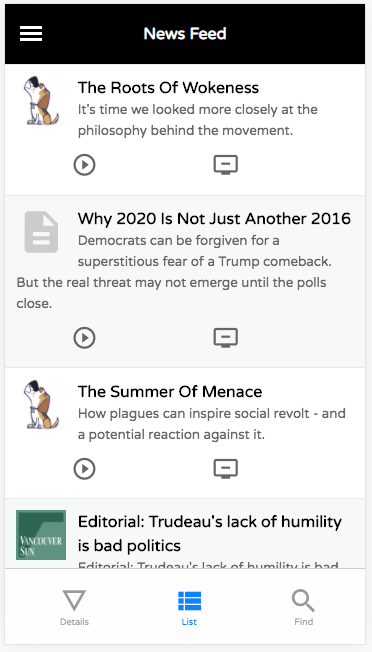 News Feed
The Roots Of Wokeness
It's time we looked more closely at the
philosophy behind the movement.
Why 2020 Is Not Just Another 2016
Democrats can be forgiven for a
superstitious fear of a Trump comeback.
But the real threat may not emerge until the polls
close.
The Summer Of Menace
How plagues can inspire social revolt - and
a potential reaction against it.
VANCOUVER
SUN
Editorial: Trudeau's lack of humility
is bad politics
Editorial: Trudeau's lack of humility is bad
Details
List
Find